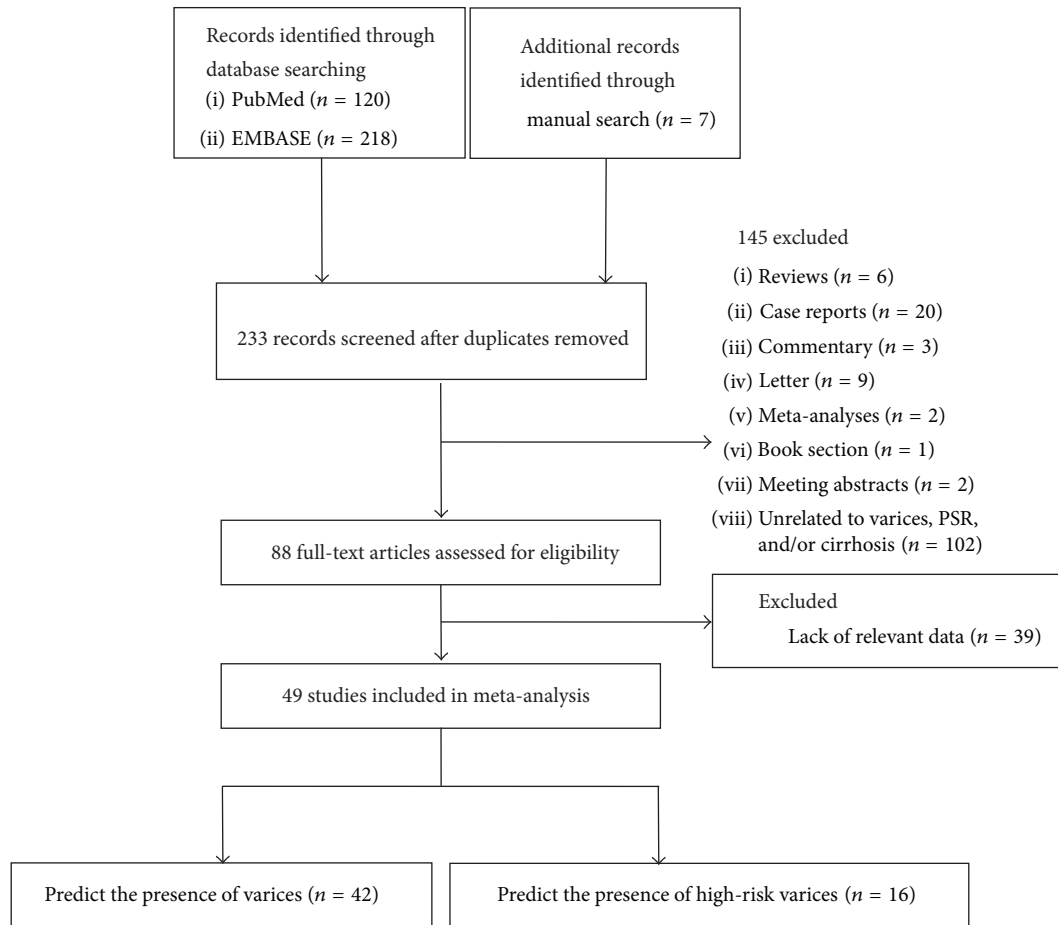 Records identified through
database searching
(i) PubMed (n = 120)
(ii) EMBASE (n = 218)
Additional records
identified through
manual search (n = 7)
233 records screened after duplicates removed
145 excluded
(i) Reviews (n = 6)
(ii) Case reports (n = 20)
(iii) Commentary (n = 3)
(iv) Letter (n = 9)
(v) Meta-analyses (n = 2)
(vi) Book section (n = 1)
(vii) Meeting abstracts (n = 2)
(viii) Unrelated to varices, PSR,
and/or cirrhosis (n = 102)
88 full-text articles assessed for eligibility
Excluded
Lack of relevant data (n = 39)
49 studies included in meta-analysis
Predict the presence of varices (n = 42)
Predict the presence of high-risk varices (n = 16)